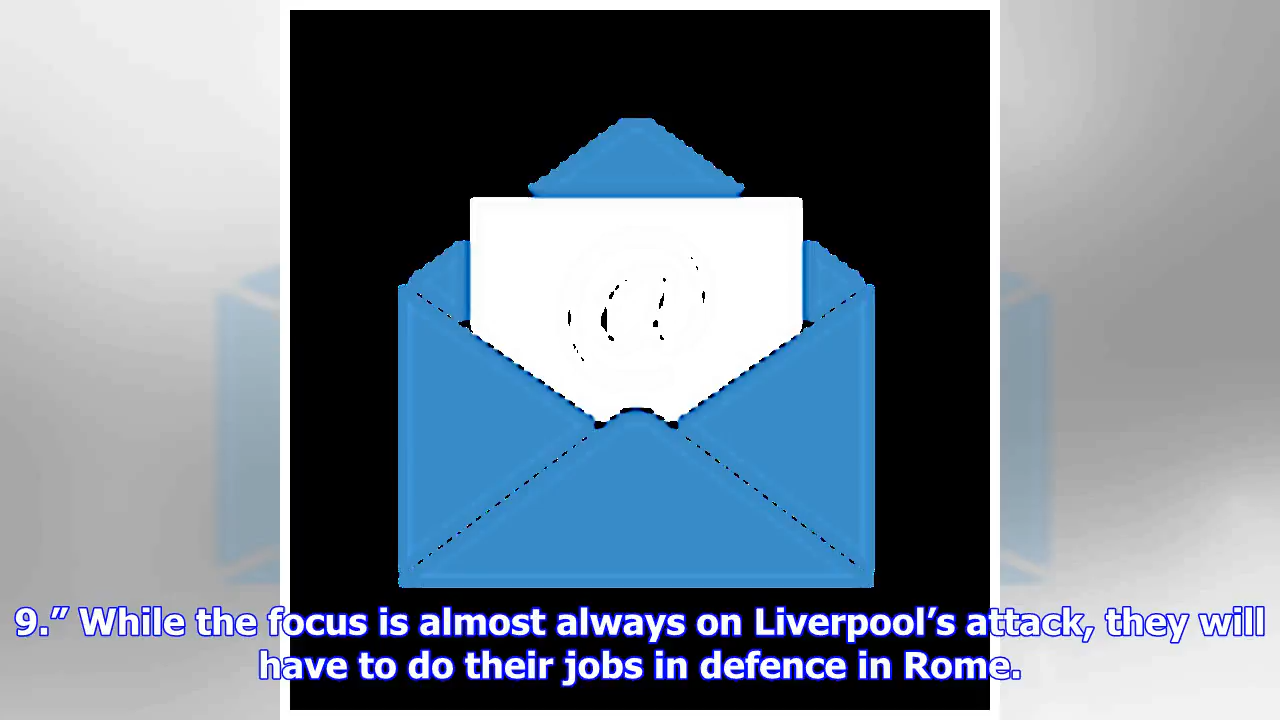 9.” While the focus is almost always on Liverpool’s attack, they will
have to do their jobs in defence in Rome.